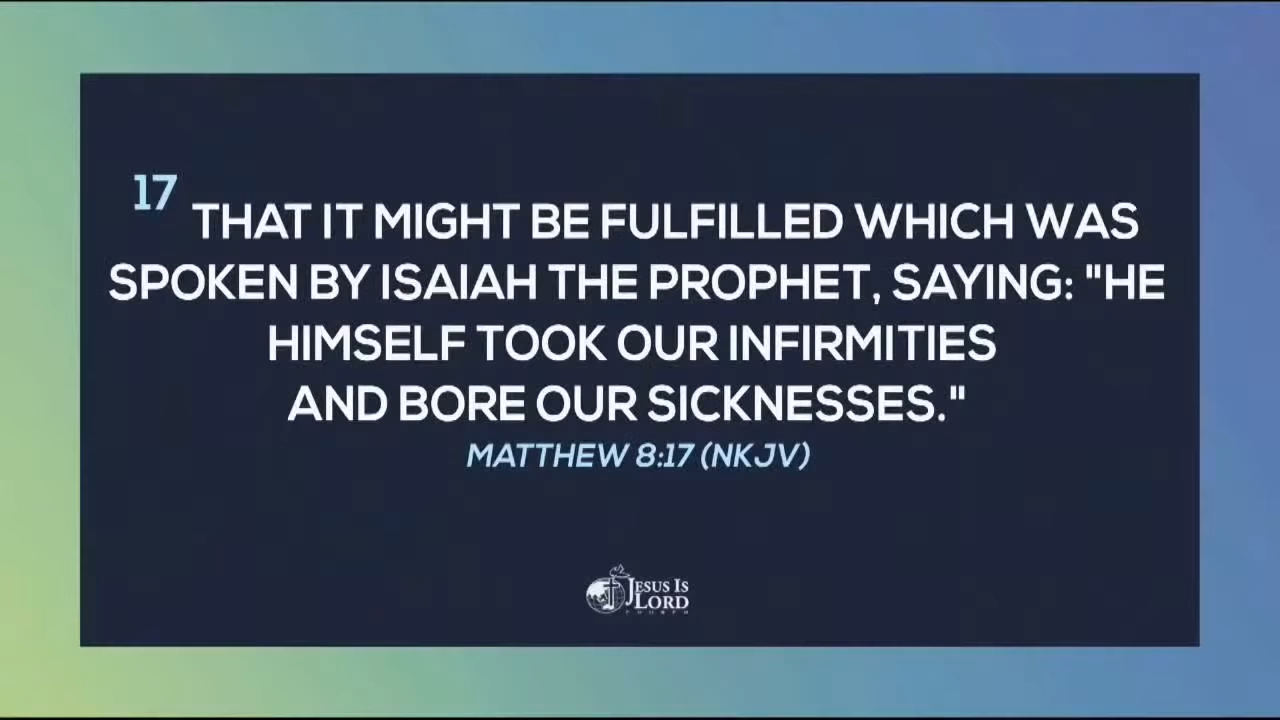 17 THAT IT MIGHT BE FULFILLED WHICH WAS
SPOKEN BY ISAIAH THE PROPHET, SAYING: "HE
HIMSELF TOOK OUR INFIRMITIES
AND BORE OUR SICKNESSES."
MATTHEW 8:17 (NKJV)
JESUS IS
LORD
CHURCH